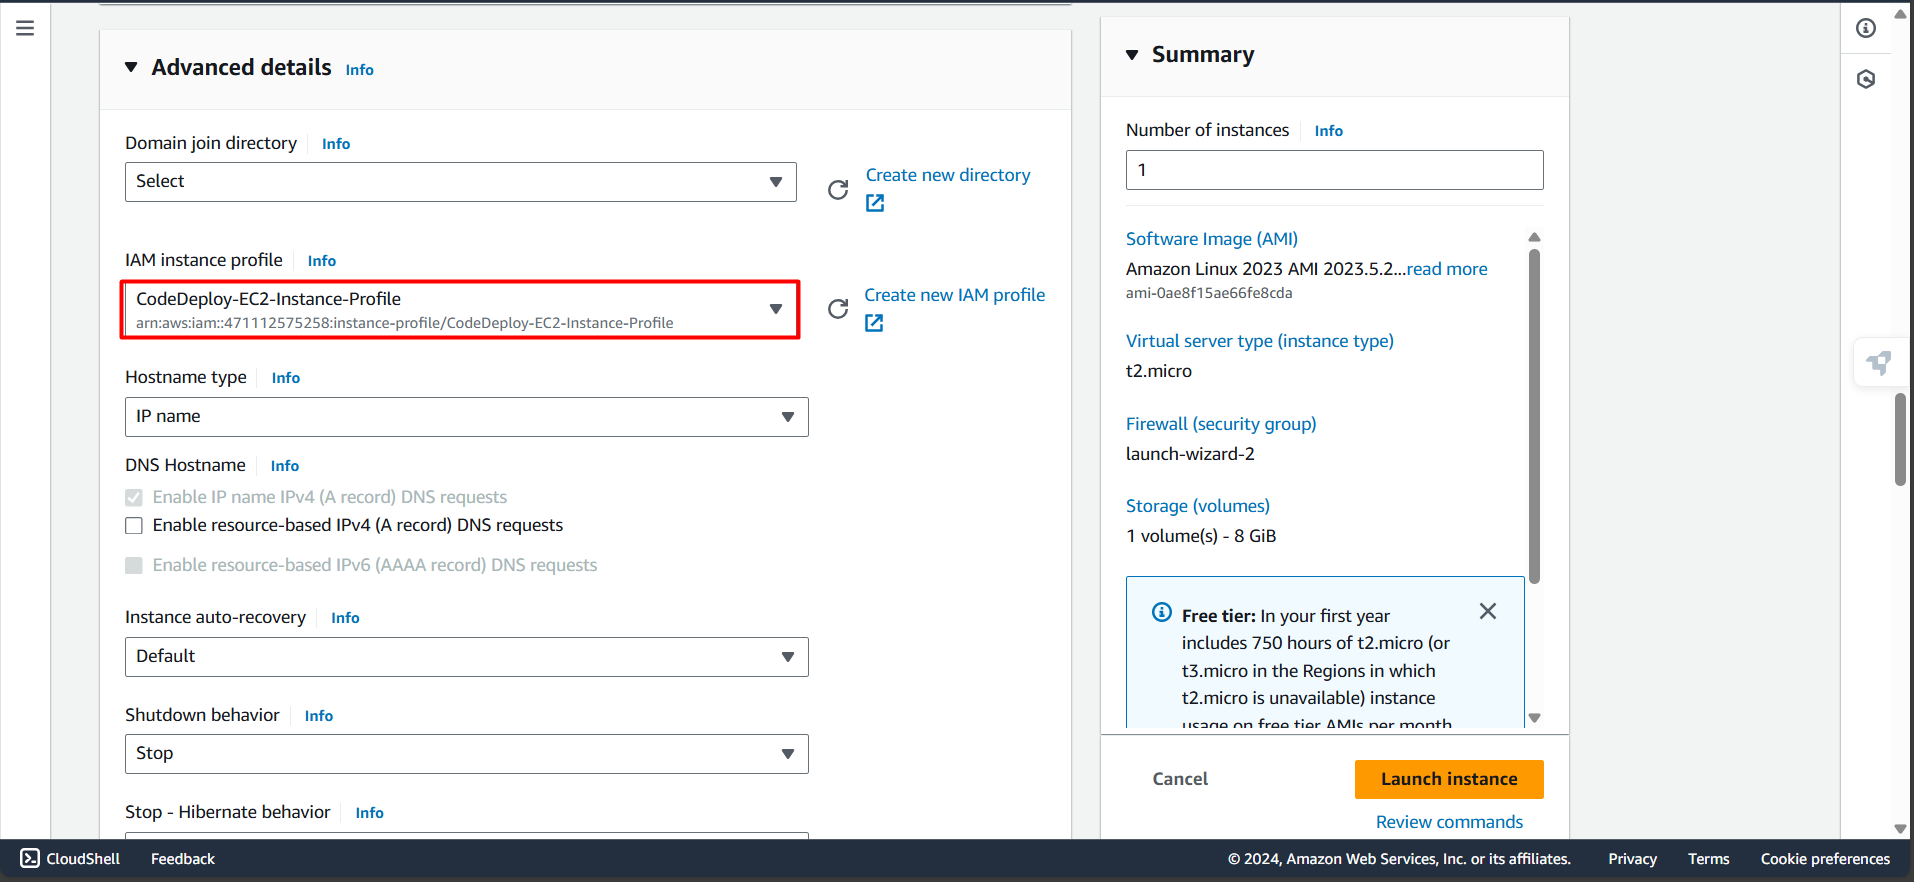 Advanced details Info
Domain join directory Info
Select
Create new directory
IAM instance profile Info
CodeDeploy-EC2-Instance-Profile
arn:aws:iam::471112575258:instance-profile/CodeDeploy-EC2-Instance-Profile
Create new IAM profile
Hostname type Info
IP name
DNS Hostname Info
Enable IP name IPv4 (A record) DNS requests
Enable resource-based IPv4 (A record) DNS requests
Enable resource-based IPv6 (AAAA record) DNS requests
Instance auto-recovery Info
Default
Shutdown behavior Info
Stop
Stop - Hibernate behavior Info
Summary
Number of instances Info
1
Software Image (AMI)
Amazon Linux 2023 AMI 2023.5.2...read more
ami-0ae8f15ae66fe8cda
Virtual server type (instance type)
t2.micro
Firewall (security group)
launch-wizard-2
Storage (volumes)
1 volume(s) - 8 GiB
Free tier: In your first year
includes 750 hours of t2.micro (or
t3.micro in the Regions in which
t2.micro is unavailable) instance
usage on free tier AMIs per month
Cancel
Launch instance
Review commands
CloudShell Feedback
© 2024, Amazon Web Services, Inc. or its affiliates. Privacy Terms Cookie preferences